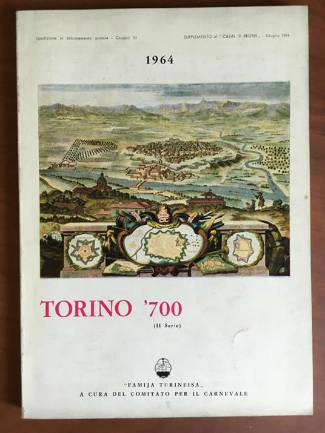 Spedizione in abbonamento postale - Gruppo III
SUPPLEMENTO al "CAVAL 'D BRONS„ - Giugno 1964
1964
TORINO '700
(II Serie)
"FAMIJA TURINEISA„
A CURA DEL COMITATO PER IL CARNEVALE